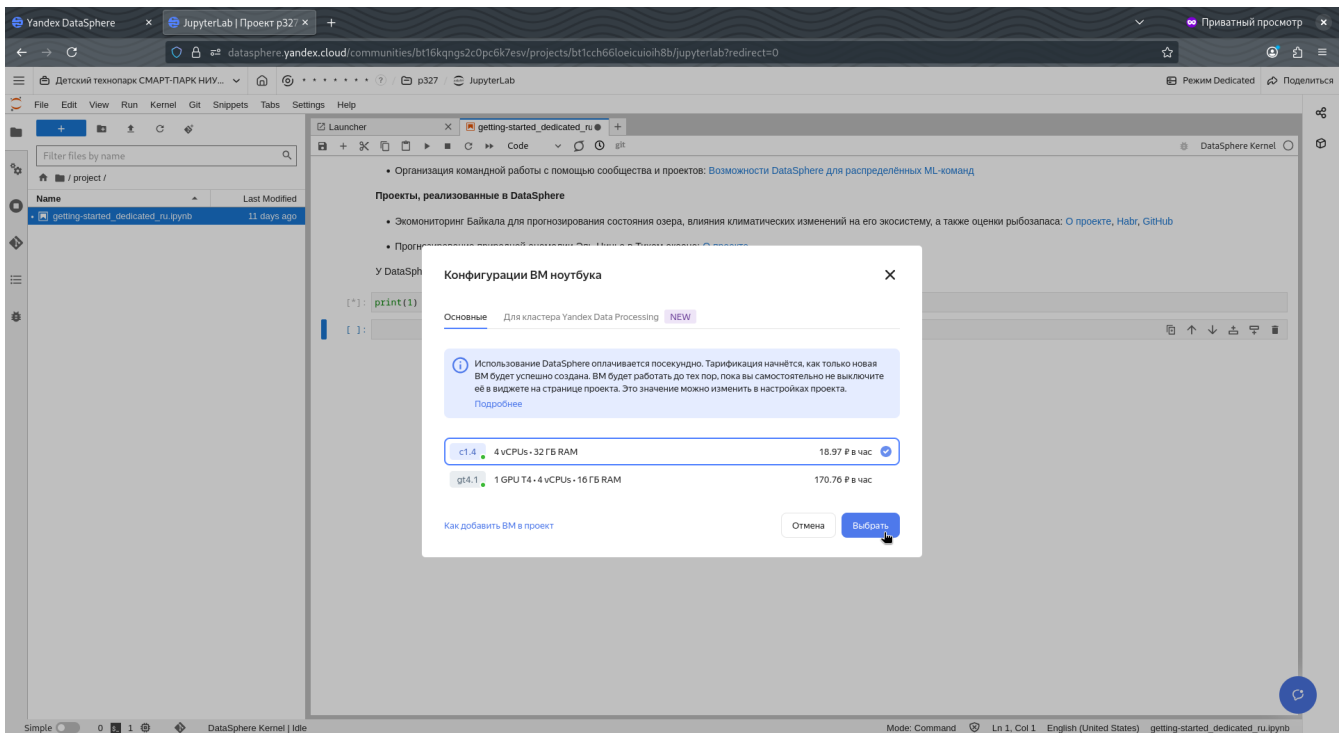 Yandex DataSphere
JupyterLab | Проект p327
Приватный просмотр
datasphere.yandex.cloud/communities/bt16kqngs2c0pc6k7esv/projects/bt1cch66loeicuioih8b/jupyterlab?redirect=0
Детский технопарк СМАРТ-ПАРК НИУ... / p327 / JupyterLab
Режим Dedicated Поделиться
File Edit View Run Kernel Git Snippets Tabs Settings Help
Launcher
getting-started_dedicated_ru
Code git DataSphere Kernel
Filter files by name
/ project /
Name Last Modified
getting-started_dedicated_ru.ipynb 11 days ago
• Организация командной работы с помощью сообщества и проектов: Возможности DataSphere для распределённых ML-команд
Проекты, реализованные в DataSphere
• Экомониторинг Байкала для прогнозирования состояния озера, влияния климатических изменений на его экосистему, а также оценки рыбозапаса: О проекте, Habr, GitHub
У DataSph
[*]: print(1)
[ ]:
Конфигурации ВМ ноутбука
Основные Для кластера Yandex Data Processing NEW
Использование DataSphere оплачивается посекундно. Тарификация начнётся, как только новая
ВМ будет успешно создана. ВМ будет работать до тех пор, пока вы самостоятельно не выключите
её в виджете на странице проекта. Это значение можно изменить в настройках проекта.
Подробнее
c1.4 4 vCPUs • 32 ГБ RAM 18.97 ₽ в час
gt4.1 1 GPU T4 • 4 vCPUs • 16 ГБ RAM 170.76 ₽ в час
Как добавить ВМ в проект Отмена Выбрать
Simple 0 1 DataSphere Kernel | Idle Mode: Command Ln 1, Col 1 English (United States) getting-started_dedicated_ru.ipynb